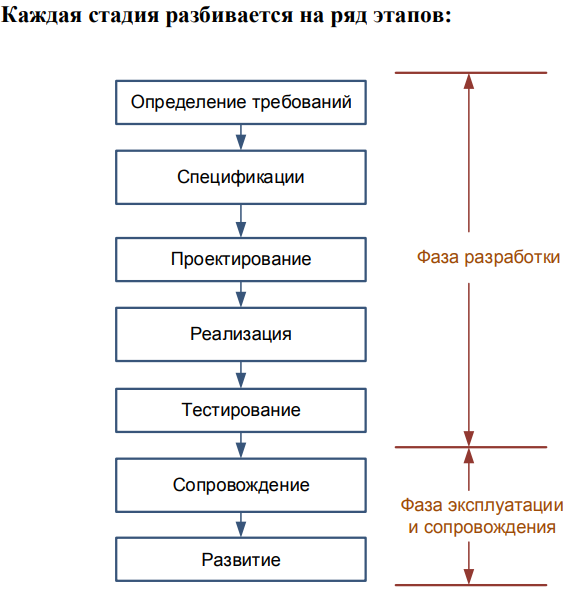 Каждая стадия разбивается на ряд этапов:
Определение требований
Спецификации
Проектирование
Фаза разработки
Реализация
Тестирование
Сопровождение
Фаза эксплуатации
и сопровождения
Развитие